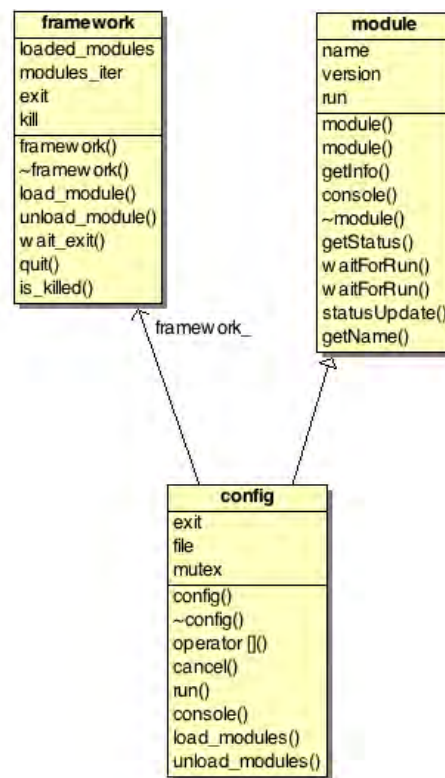 framework
loaded_modules
modules_iter
exit
kill
framework()
~framework()
load_module()
unload_module()
wait_exit()
quit()
is_killed()
module
name
version
run
module()
module()
getInfo()
console()
~module()
getStatus()
waitForRun()
waitForRun()
statusUpdate()
getName()
framework_
config
exit
file
mutex
config()
~config()
operator []()
cancel()
run()
console()
load_modules()
unload_modules()